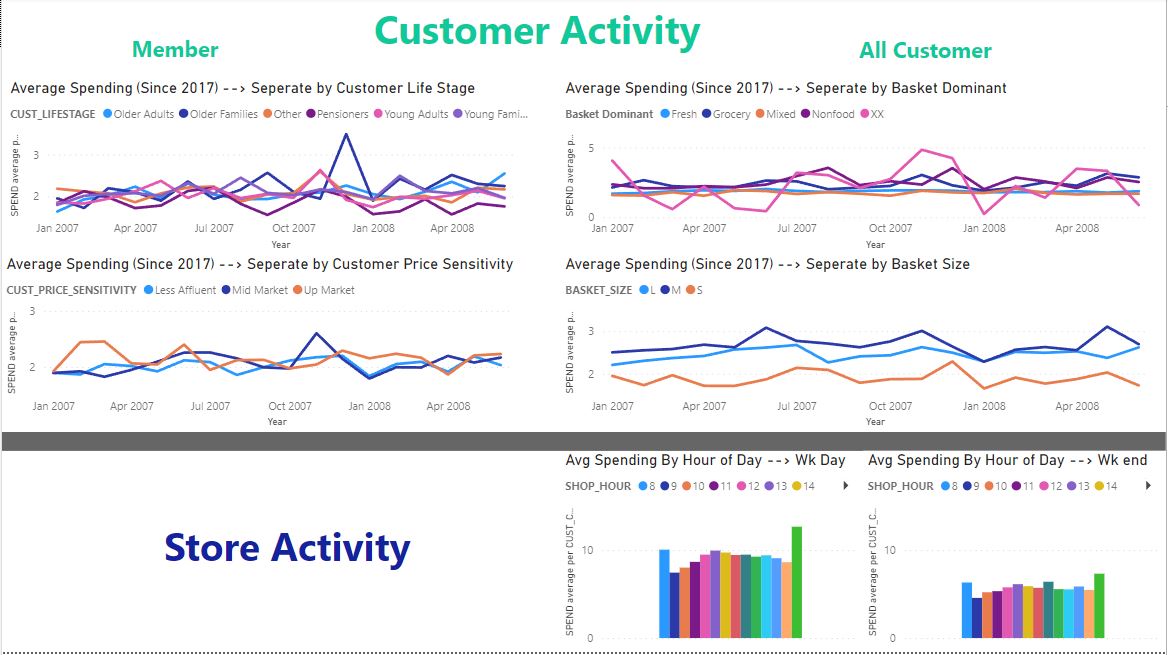 Customer Activity
Member
All Customer
Average Spending (Since 2017) --> Seperate by Customer Life Stage
CUST_LIFESTAGE Older Adults Older Families Other Pensioners Young Adults Young Fami...
SPEND average p...
3
2
Jan 2007 Apr 2007 Jul 2007 Oct 2007 Jan 2008 Apr 2008
Year
Average Spending (Since 2017) --> Seperate by Basket Dominant
Basket Dominant Fresh Grocery Mixed Nonfood XX
SPEND average p...
5
0
Jan 2007 Apr 2007 Jul 2007 Oct 2007 Jan 2008 Apr 2008
Year
Average Spending (Since 2017) --> Seperate by Customer Price Sensitivity
CUST_PRICE_SENSITIVITY Less Affluent Mid Market Up Market
SPEND average p...
3
2
Jan 2007 Apr 2007 Jul 2007 Oct 2007 Jan 2008 Apr 2008
Year
Average Spending (Since 2017) --> Seperate by Basket Size
BASKET_SIZE L M S
SPEND average p...
3
2
Jan 2007 Apr 2007 Jul 2007 Oct 2007 Jan 2008 Apr 2008
Year
Store Activity
Avg Spending By Hour of Day --> Wk Day
SHOP_HOUR 8 9 10 11 12 13 14
SPEND average per CUST_C...
10
0
Avg Spending By Hour of Day --> Wk end
SHOP_HOUR 8 9 10 11 12 13 14
SPEND average per CUST_C...
10
0